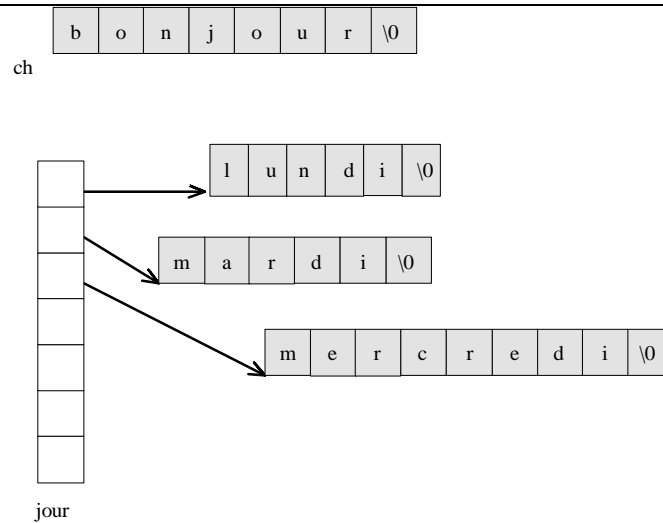 b o n j o u r \0
ch
l u n d i \0
m a r d i \0
m e r c r e d i \0
jour